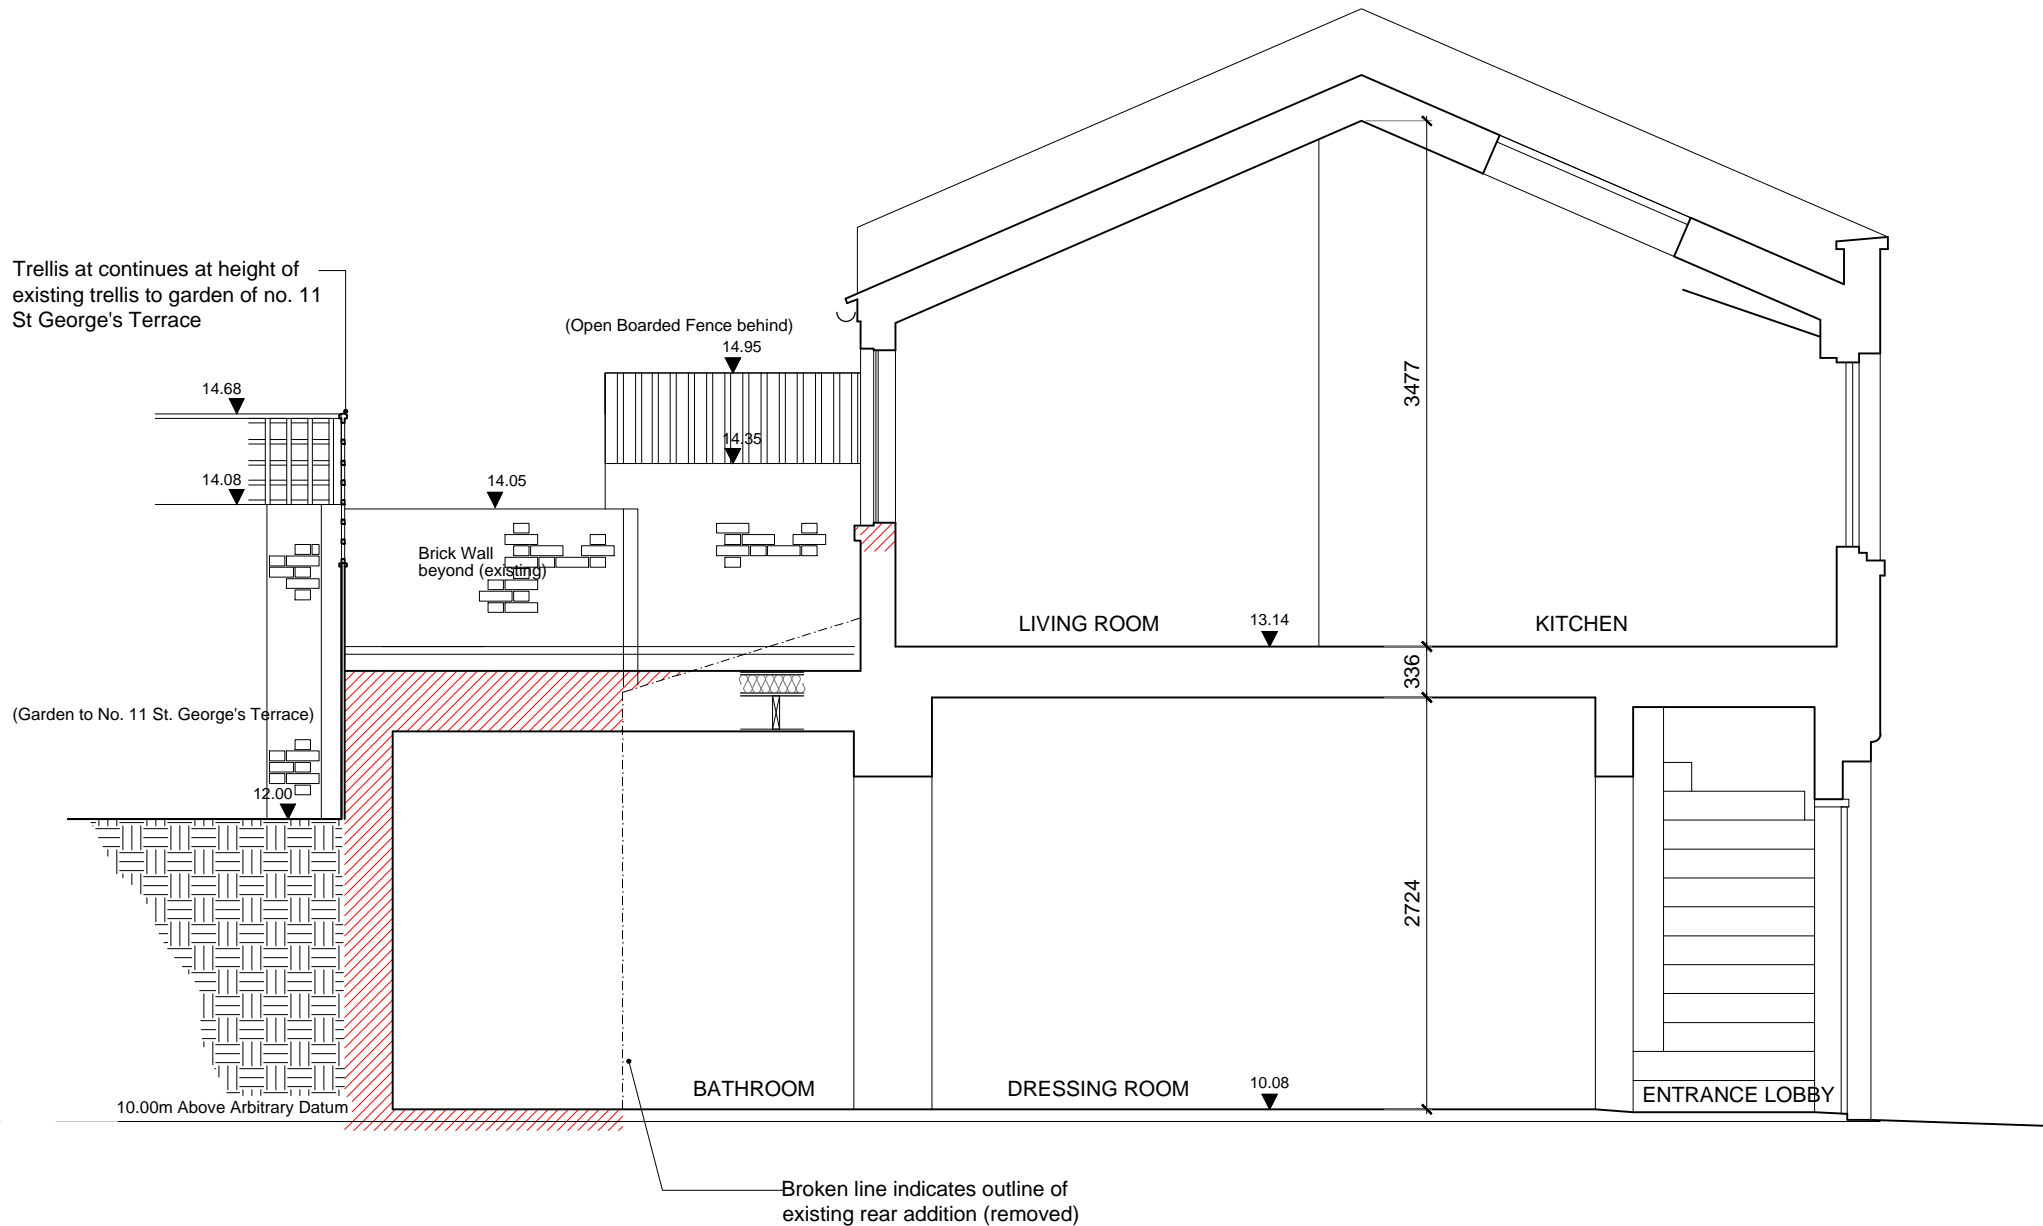 Trellis at continues at height of
existing trellis to garden of no. 11
St George's Terrace
(Open Boarded Fence behind)
14.95
14.68
14.35
14.08
14.05
3477
Brick Wall
beyond (existing)
LIVING ROOM
13.14
KITCHEN
336
(Garden to No. 11 St. George's Terrace)
12.00
2724
BATHROOM
DRESSING ROOM
10.08
ENTRANCE LOBBY
10.00m Above Arbitrary Datum
Broken line indicates outline of
existing rear addition (removed)